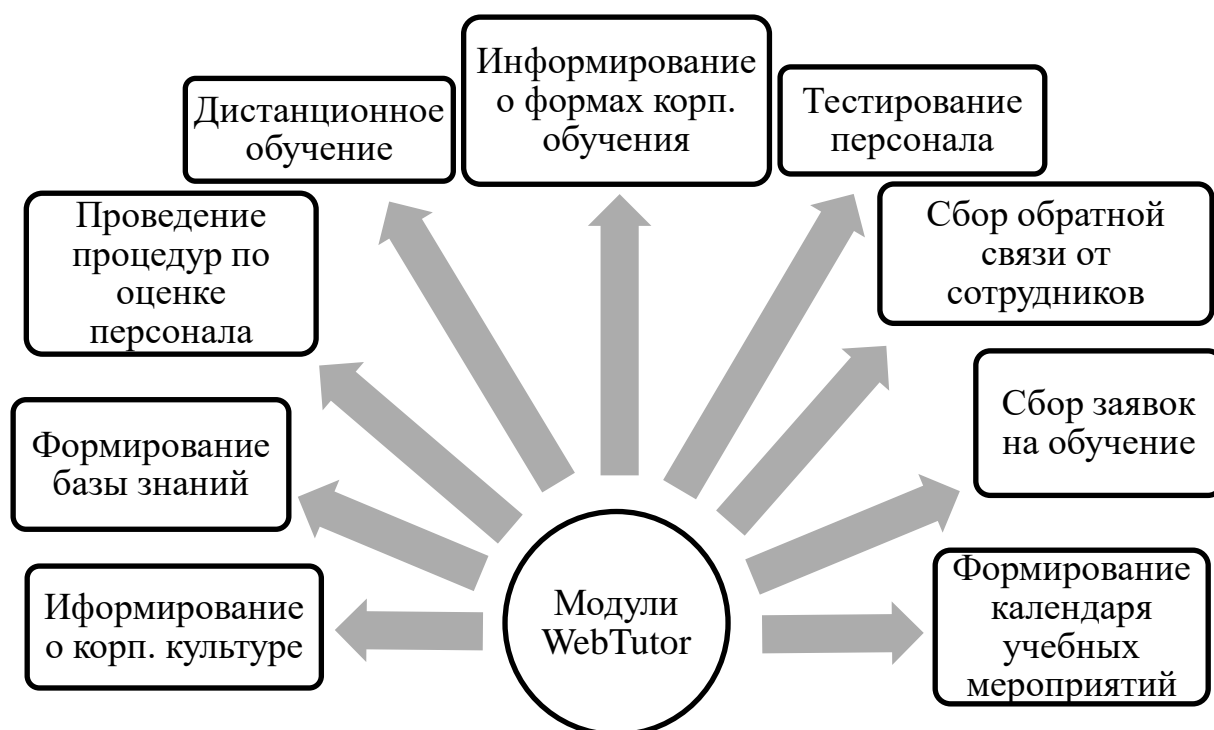 Информирование
о формах корп.
обучения
Дистанционное
обучение
Тестирование
персонала
Проведение
процедур по
оценке
персонала
Сбор обратной
связи от
сотрудников
Формирование
базы знаний
Сбор заявок
на обучение
Иформирование
о корп. культуре
Модули
WebTutor
Формирование
календаря
учебных
мероприятий